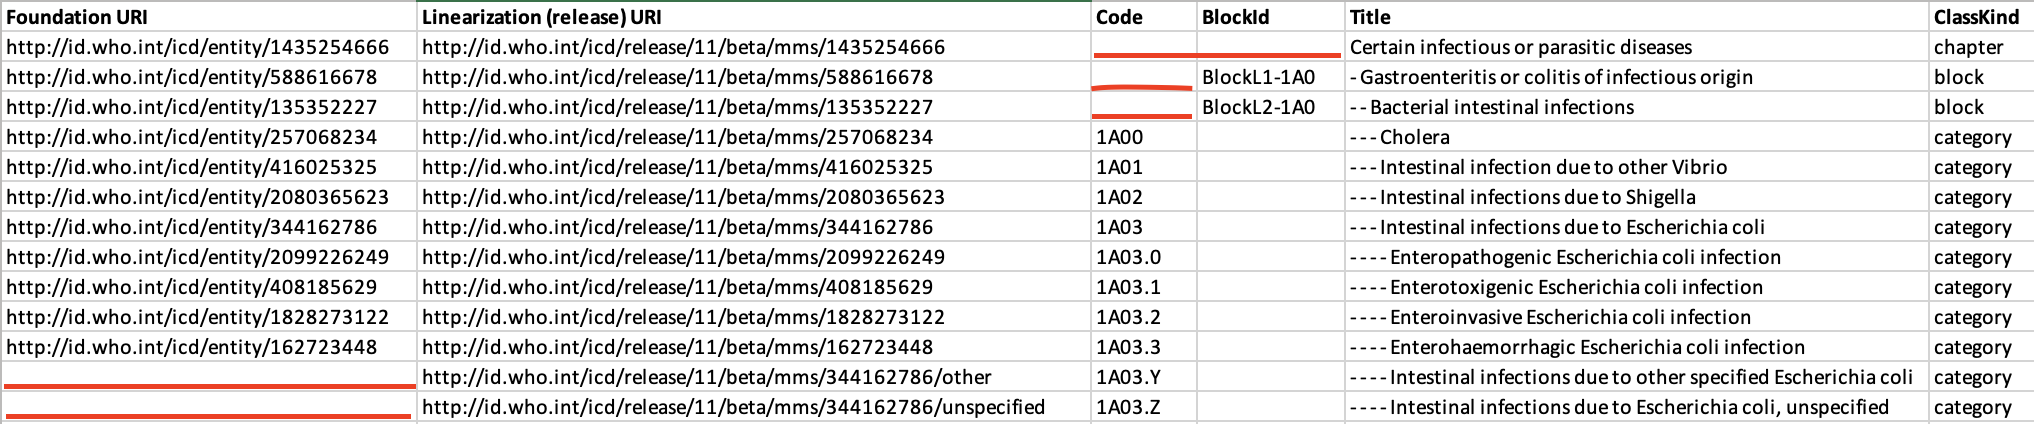 Foundation URI Linearization (release) URI Code BlockId Title ClassKind
http://id.who.int/icd/entity/1435254666 http://id.who.int/icd/release/11/beta/mms/1435254666 Certain infectious or parasitic diseases chapter
http://id.who.int/icd/entity/588616678 http://id.who.int/icd/release/11/beta/mms/588616678 BlockL1-1A0 - Gastroenteritis or colitis of infectious origin block
http://id.who.int/icd/entity/135352227 http://id.who.int/icd/release/11/beta/mms/135352227 BlockL2-1A0 - - Bacterial intestinal infections block
http://id.who.int/icd/entity/257068234 http://id.who.int/icd/release/11/beta/mms/257068234 1A00 - - - Cholera category
http://id.who.int/icd/entity/416025325 http://id.who.int/icd/release/11/beta/mms/416025325 1A01 - - - Intestinal infection due to other Vibrio category
http://id.who.int/icd/entity/2080365623 http://id.who.int/icd/release/11/beta/mms/2080365623 1A02 - - - Intestinal infections due to Shigella category
http://id.who.int/icd/entity/344162786 http://id.who.int/icd/release/11/beta/mms/344162786 1A03 - - - Intestinal infections due to Escherichia coli category
http://id.who.int/icd/entity/2099226249 http://id.who.int/icd/release/11/beta/mms/2099226249 1A03.0 - - - - Enteropathogenic Escherichia coli infection category
http://id.who.int/icd/entity/408185629 http://id.who.int/icd/release/11/beta/mms/408185629 1A03.1 - - - - Enterotoxigenic Escherichia coli infection category
http://id.who.int/icd/entity/1828273122 http://id.who.int/icd/release/11/beta/mms/1828273122 1A03.2 - - - - Enteroinvasive Escherichia coli infection category
http://id.who.int/icd/entity/162723448 http://id.who.int/icd/release/11/beta/mms/162723448 1A03.3 - - - - Enterohaemorrhagic Escherichia coli infection category
http://id.who.int/icd/release/11/beta/mms/344162786/other 1A03.Y - - - - Intestinal infections due to other specified Escherichia coli category
http://id.who.int/icd/release/11/beta/mms/344162786/unspecified 1A03.Z - - - - Intestinal infections due to Escherichia coli, unspecified category